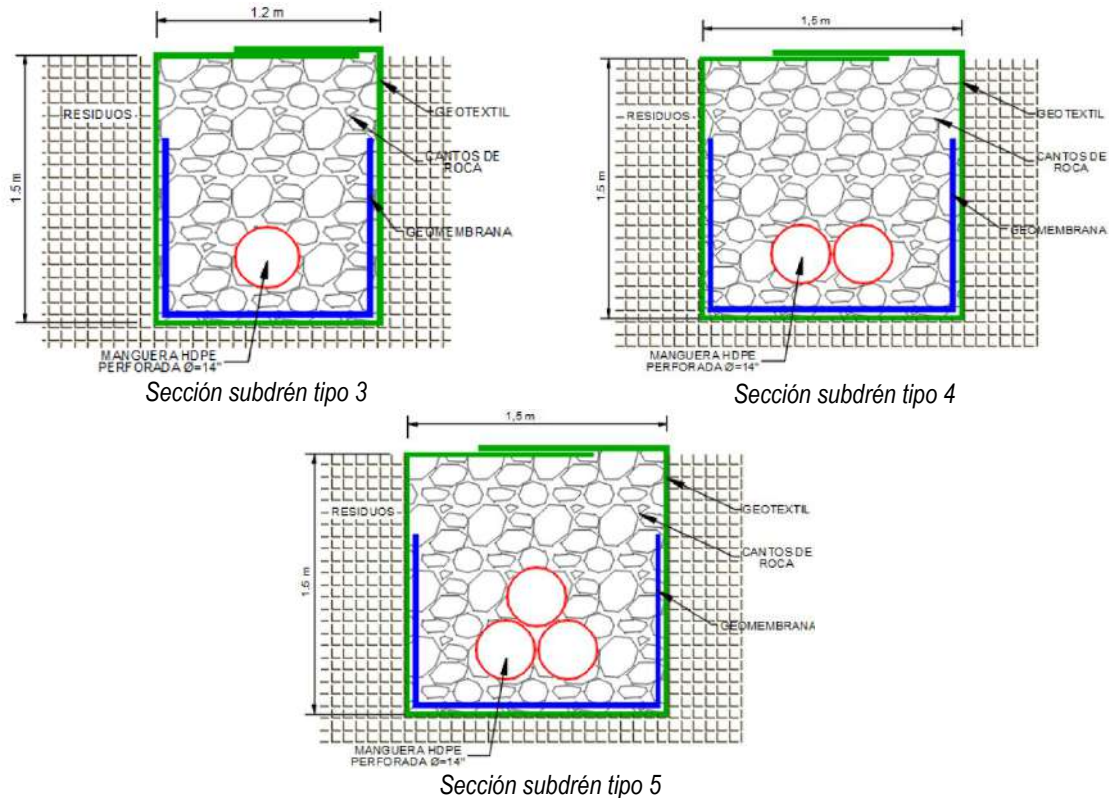 1.2 m
1.5 m
RESIDUOS
GEOTEXTIL
CANTOS DE
ROCA
GEOMEMBRANA
MANGUERA HDPE
PERFORADA Ø=14"
Sección subdrén tipo 3
1,5 m
1.5 m
RESIDUOS
GEOTEXTIL
CANTOS DE
ROCA
GEOMEMBRANA
MANGUERA HDPE
PERFORADA Ø=14"
Sección subdrén tipo 4
1,5 m
1.5 m
RESIDUOS
GEOTEXTIL
CANTOS DE
ROCA
GEOMEMBRANA
MANGUERA HDPE
PERFORADA Ø=14"
Sección subdrén tipo 5